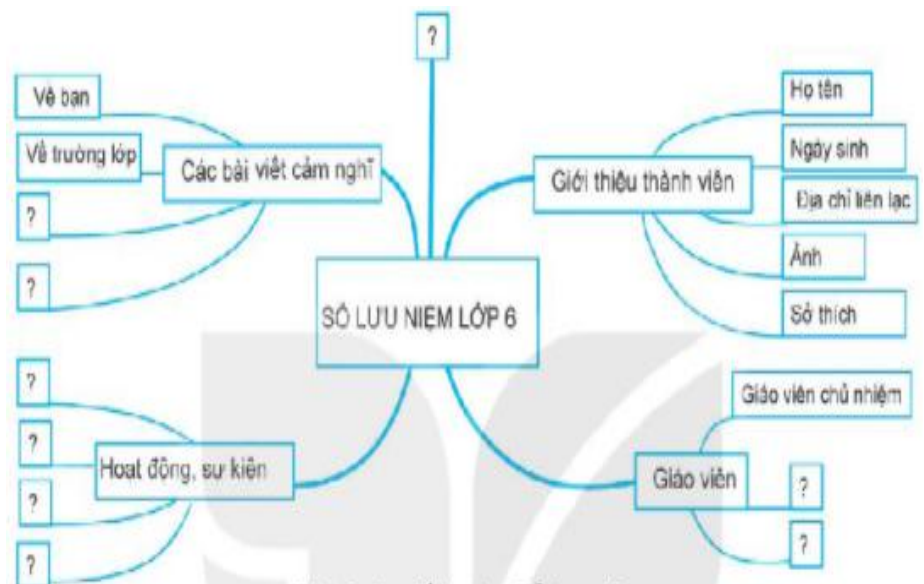 ?
Về bạn
Về trường lớp
?
?
Các bài viết cảm nghĩ
Giới thiệu thành viên
Họ tên
Ngày sinh
Địa chỉ liên lạc
Ảnh
Sở thích
SỔ LƯU NIỆM LỚP 6
?
?
?
?
Hoạt động, sự kiện
Giáo viên
Giáo viên chủ nhiệm
?
?